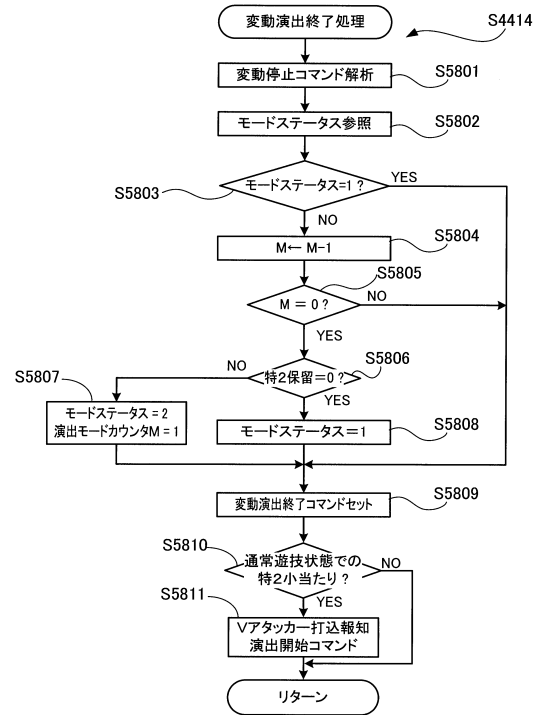 変動演出終了処理
S4414
変動停止コマンド解析
S5801
モードステータス参照
S5802
モードステータス=1？
YES
S5803
NO
M← M-1
S5804
S5805
M = 0？
NO
YES
S5806
NO
特2保留=0？
S5807
YES
モードステータス=2
演出モードカウンタM=1
モードステータス=1
S5808
変動演出終了コマンドセット
S5809
S5810
通常遊技状態での
特2小当たり？
NO
S5811
YES
Vアタッカー打込報知
演出開始コマンド
リターン